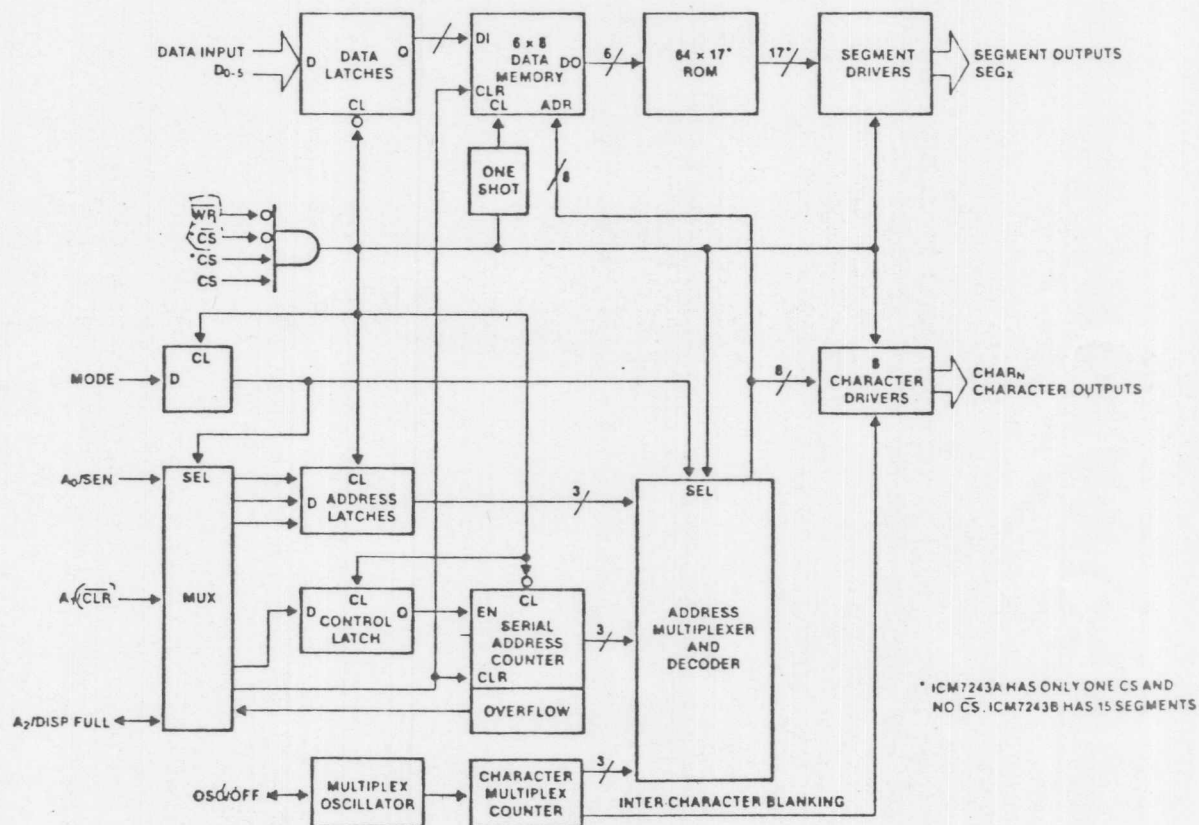 DATA INPUT
D0-5
D
DATA
LATCHES
O
CL
DI
6 x 8
DATA
MEMORY
DO
CLR
CL
ADR
6
64 x 17*
ROM
17*
SEGMENT
DRIVERS
SEGMENT OUTPUTS
SEGX
ONE
SHOT
8
WR
CS
*CS
CS
CL
D
MODE
8
8
CHARACTER
DRIVERS
CHARN
CHARACTER OUTPUTS
A0/SEN
SEL
CL
D
ADDRESS
LATCHES
3
SEL
A1/CLR
MUX
D
CL
O
CONTROL
LATCH
EN
CL
SERIAL
ADDRESS
COUNTER
CLR
3
ADDRESS
MULTIPLEXER
AND
DECODER
A2/DISP FULL
OVERFLOW
* ICM7243A HAS ONLY ONE CS AND
NO CS. ICM7243B HAS 15 SEGMENTS
OSC/OFF
MULTIPLEX
OSCILLATOR
CHARACTER
MULTIPLEX
COUNTER
3
INTER-CHARACTER BLANKING